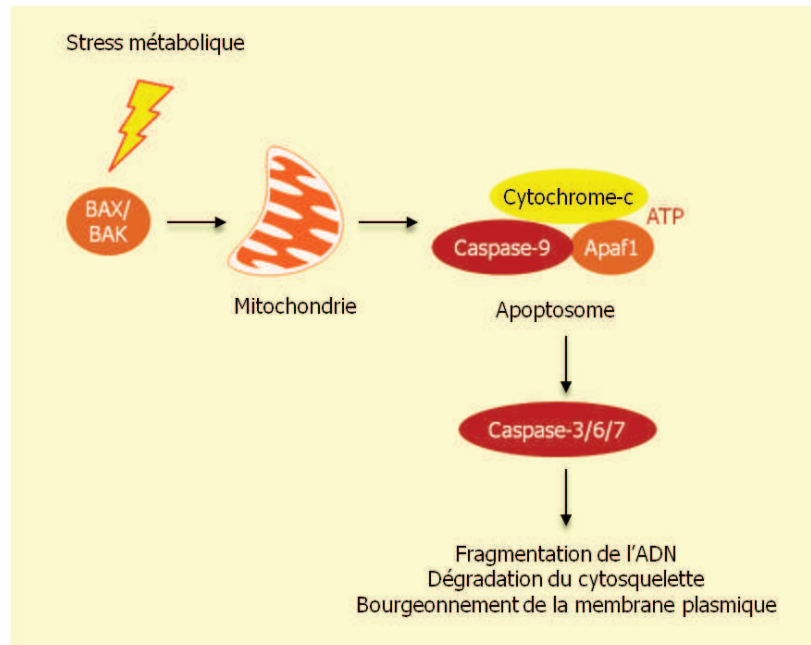 Stress métabolique
BAX/
BAK
Mitochondrie
Cytochrome-c
ATP
Caspase-9
Apaf1
Apoptosome
Caspase-3/6/7
Fragmentation de l'ADN
Dégradation du cytosquelette
Bourgeonnement de la membrane plasmique